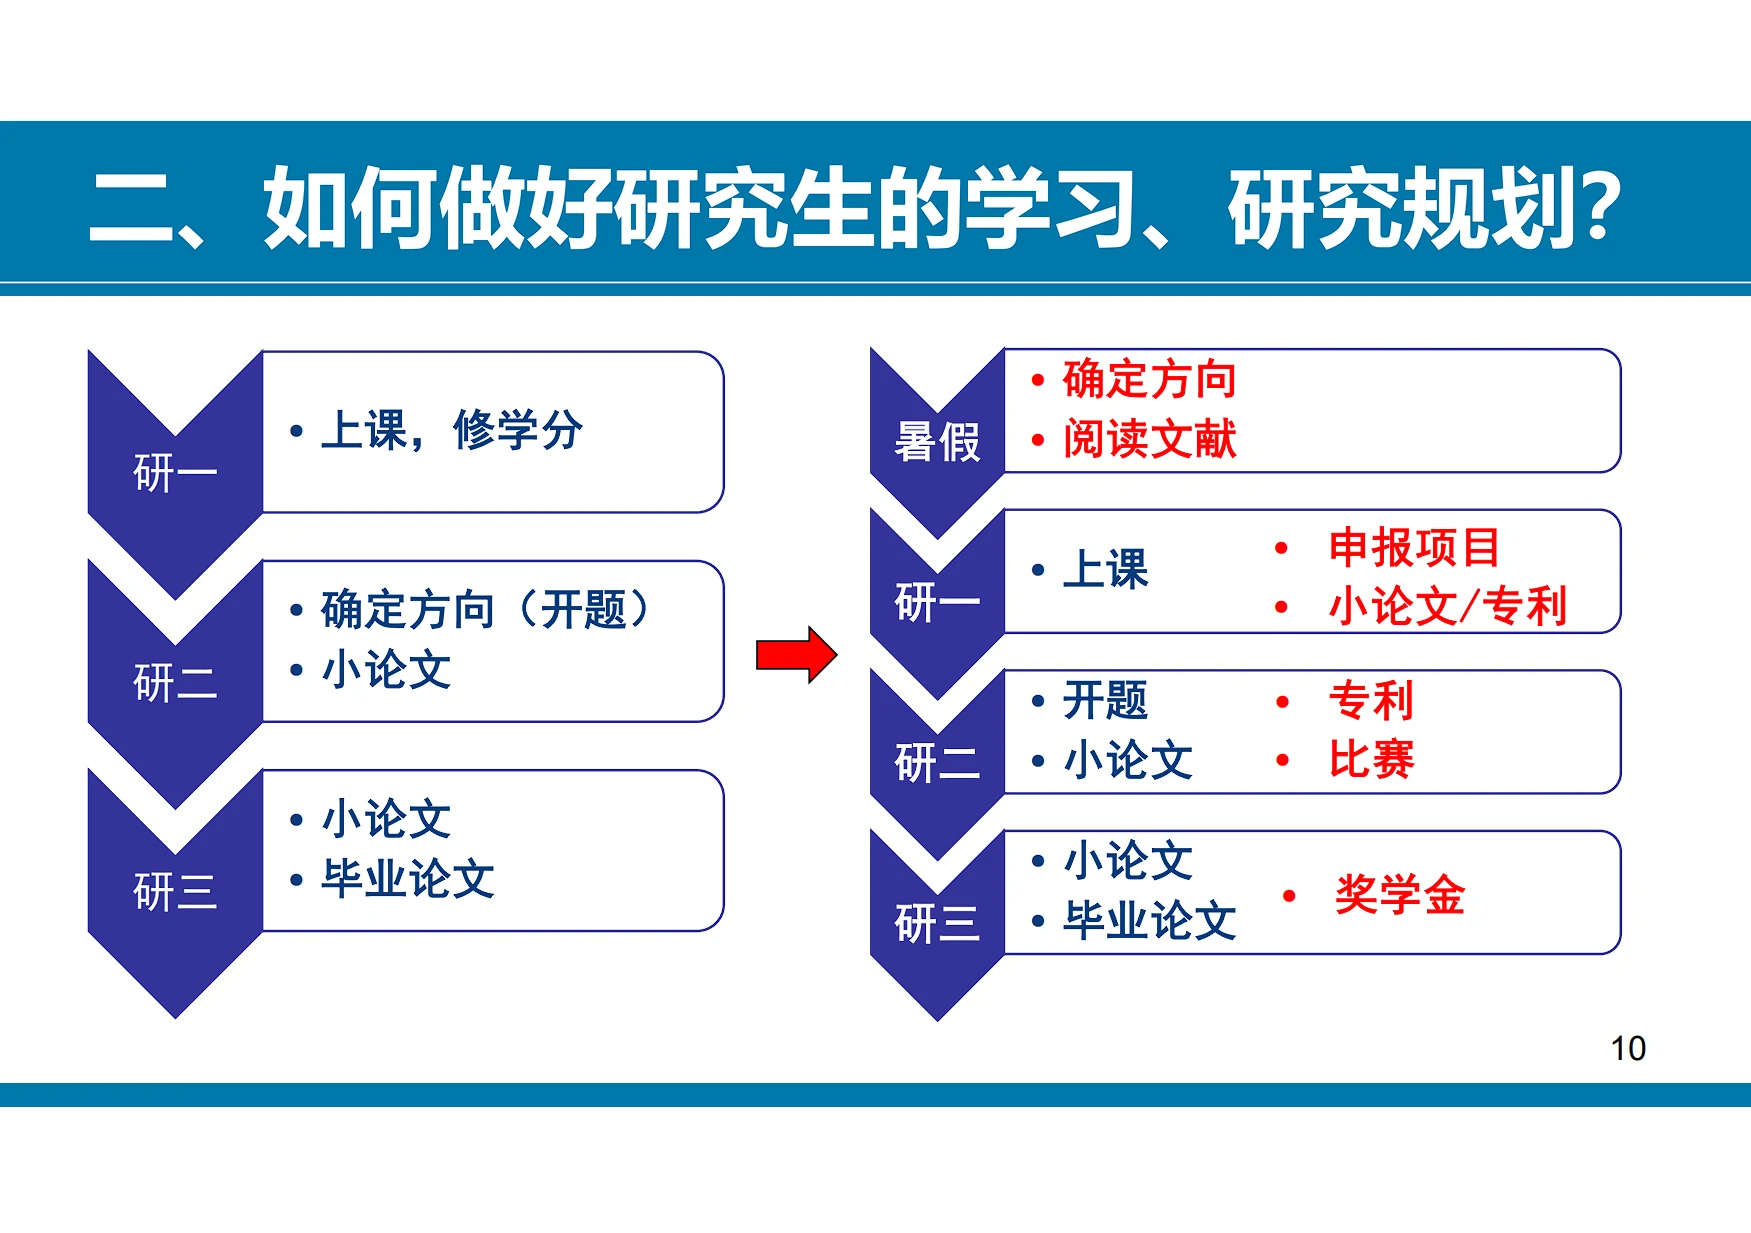 二、如何做好研究生的学习、研究规划?
研一
• 上课，修学分
研二
• 确定方向（开题）
• 小论文
研三
• 小论文
• 毕业论文
暑假
• 确定方向
• 阅读文献
研一
• 上课
• 申报项目
• 小论文/专利
研二
• 开题
• 小论文
• 专利
• 比赛
研三
• 小论文
• 毕业论文
• 奖学金
10